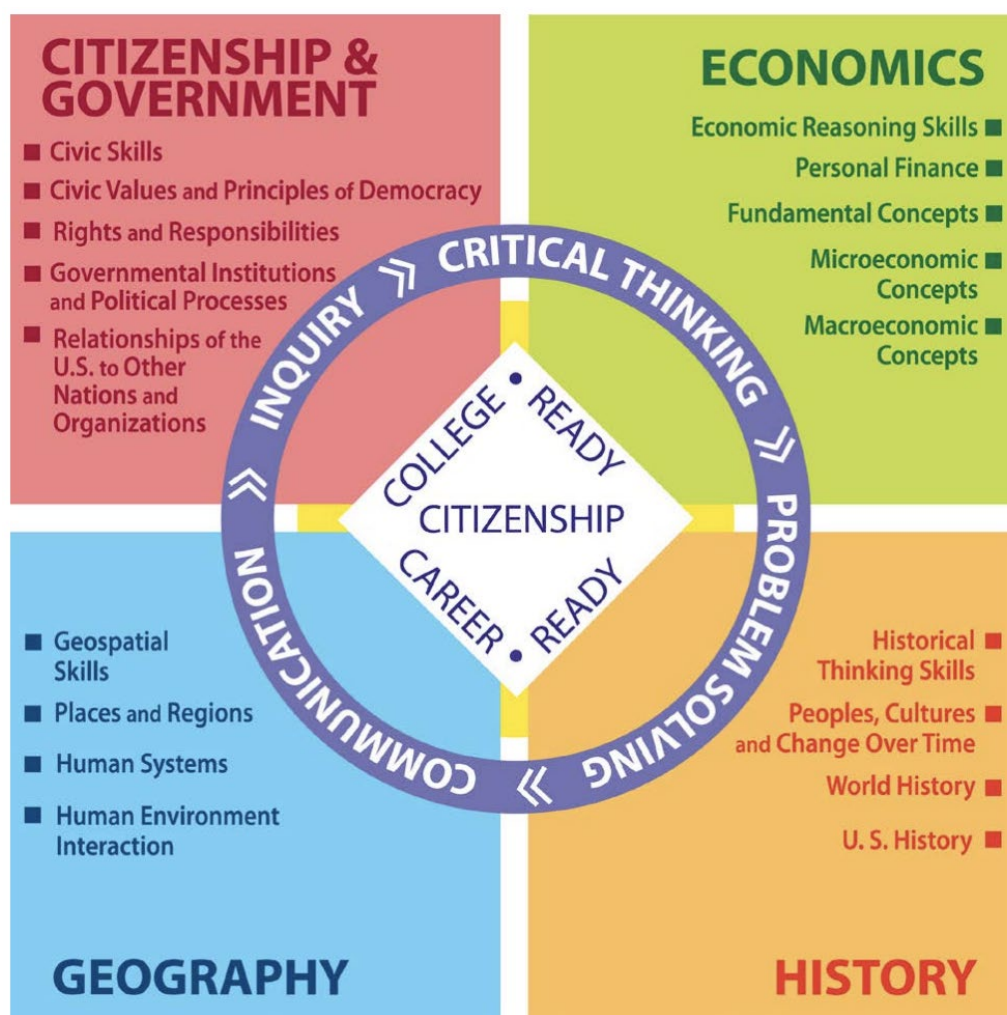 CITIZENSHIP &
GOVERNMENT
■ Civic Skills
■ Civic Values and Principles of Democracy
■ Rights and Responsibilities
■ Governmental Institutions
and Political Processes
■ Relationships of the
U.S. to Other
Nations and
Organizations
ECONOMICS
Economic Reasoning Skills ■
Personal Finance ■
Fundamental Concepts ■
Microeconomic ■
Concepts
Macroeconomic ■
Concepts
INQUIRY » CRITICAL THINKING » PROBLEM SOLVING » COMMUNICATION »
COLLEGE • READY
CITIZENSHIP
CAREER • READY
■ Geospatial
Skills
■ Places and Regions
■ Human Systems
■ Human Environment
Interaction
GEOGRAPHY
Historical ■
Thinking Skills
Peoples, Cultures ■
and Change Over Time
World History ■
U. S. History ■
HISTORY